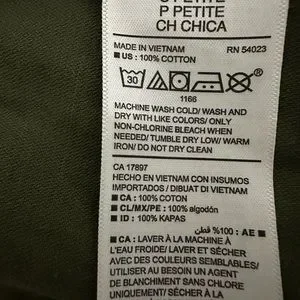 P PETITE
CH CHICA
MADE IN VIETNAM RN 54023
■ US : 100% COTTON
30
1166
MACHINE WASH COLD/ WASH AND
DRY WITH LIKE COLORS/ ONLY
NON-CHLORINE BLEACH WHEN
NEEDED/ TUMBLE DRY LOW/ WARM
IRON/ DO NOT DRY CLEAN
CA 17897
HECHO EN VIETNAM CON INSUMOS
IMPORTADOS / DIBUAT DI VIETNAM
■ CA : 100% COTON
■ CL/MX/PE : 100% algodón
■ ID : 100% KAPAS
■ AE : 100% قطن
■ CA : LAVER À LA MACHINE À
L'EAU FROIDE/ LAVER ET SÉCHER
AVEC DES COULEURS SEMBLABLES/
UTILISER AU BESOIN UN AGENT
DE BLANCHIMENT SANS CHLORE
UNIQUEMENT/ SÉCHER À LA